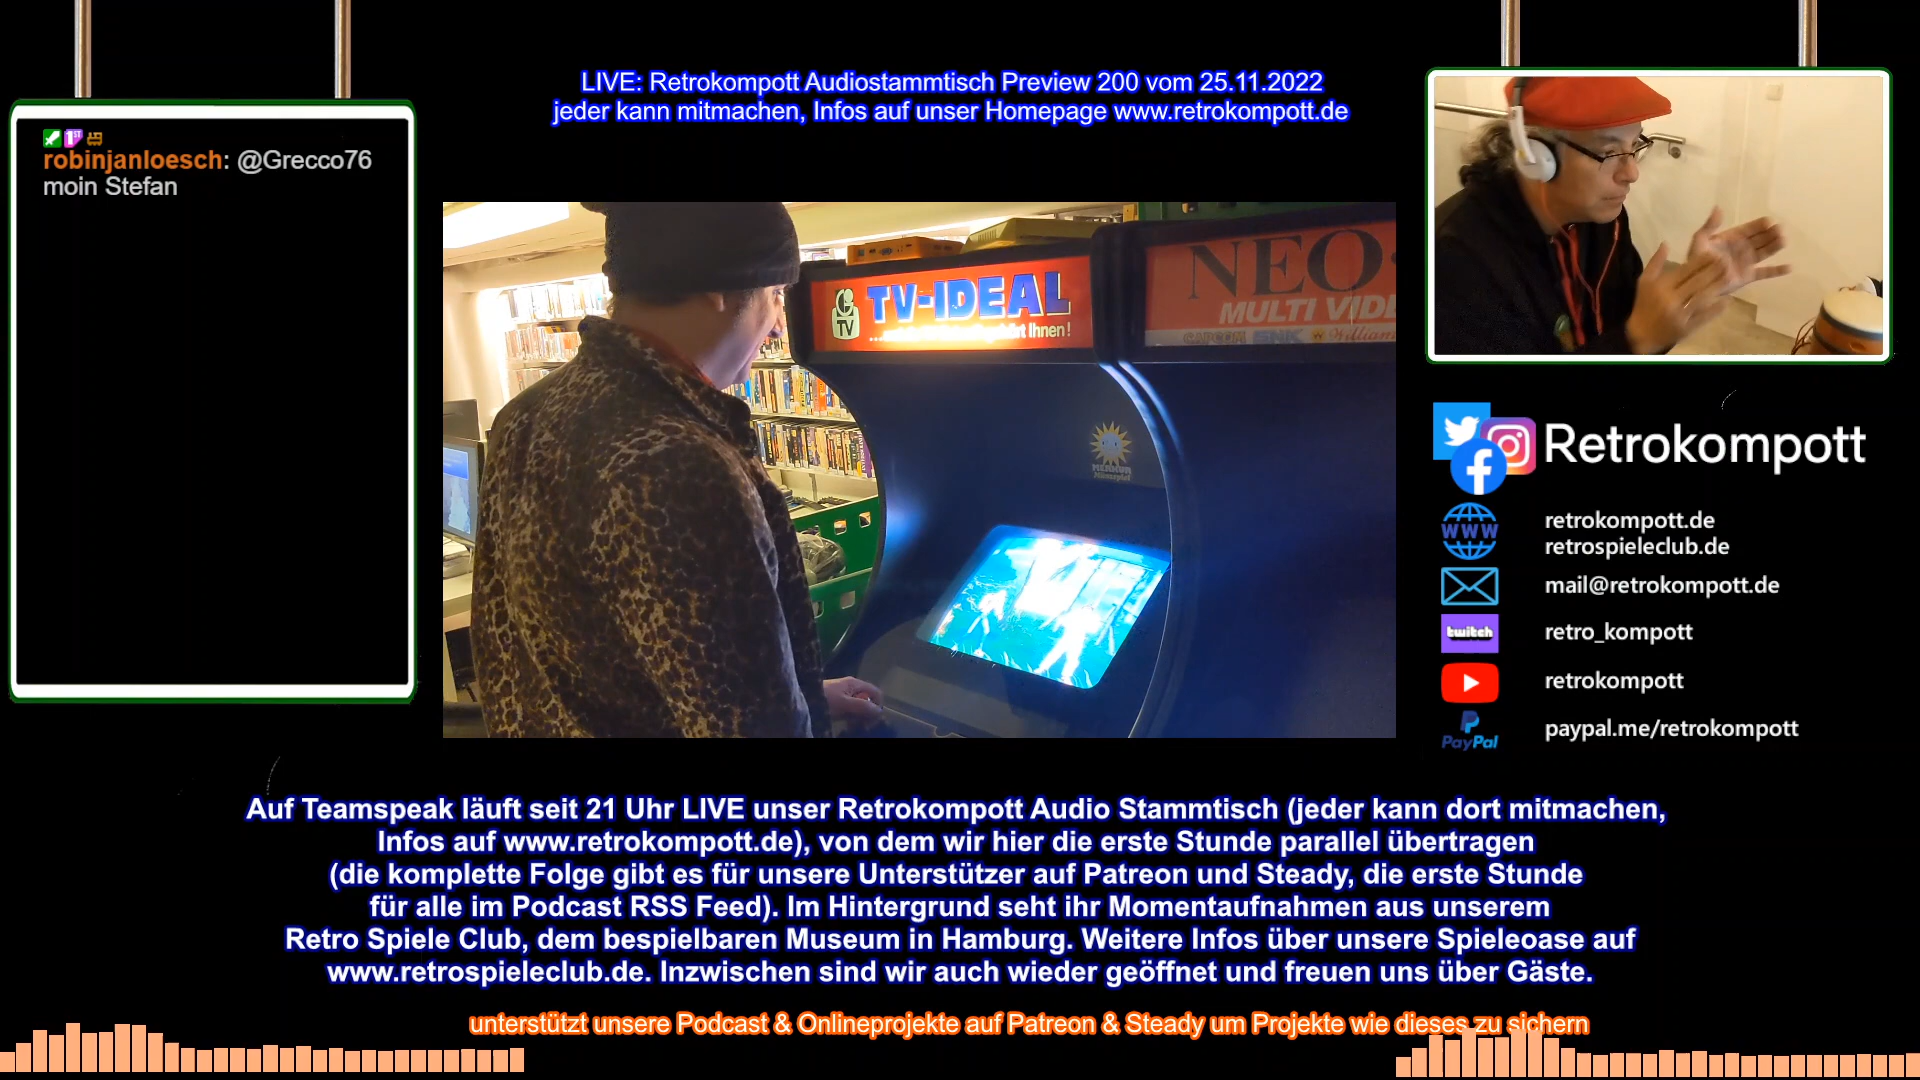 LIVE: Retrokompott Audiostammtisch Preview 200 vom 25.11.2022
jeder kann mitmachen, Infos auf unser Homepage www.retrokompott.de
1ST
robinjanloesch: @Grecco76
moin Stefan
TV
TV-IDEAL
Ihnen!
NEO
MULTI VID
CAPCOM SNK Williams
MERKUR
Retrokompott
WWW
retrokompott.de
retrospieleclub.de
mail@retrokompott.de
twitch
retro_kompott
retrokompott
PayPal
paypal.me/retrokompott
Auf Teamspeak läuft seit 21 Uhr LIVE unser Retrokompott Audio Stammtisch (jeder kann dort mitmachen,
Infos auf www.retrokompott.de), von dem wir hier die erste Stunde parallel übertragen
(die komplette Folge gibt es für unsere Unterstützer auf Patreon und Steady, die erste Stunde
für alle im Podcast RSS Feed). Im Hintergrund seht ihr Momentaufnahmen aus unserem
Retro Spiele Club, dem bespielbaren Museum in Hamburg. Weitere Infos über unsere Spieleoase auf
www.retrospieleclub.de. Inzwischen sind wir auch wieder geöffnet und freuen uns über Gäste.
unterstützt unsere Podcast & Onlineprojekte auf Patreon & Steady um Projekte wie dieses zu sichern